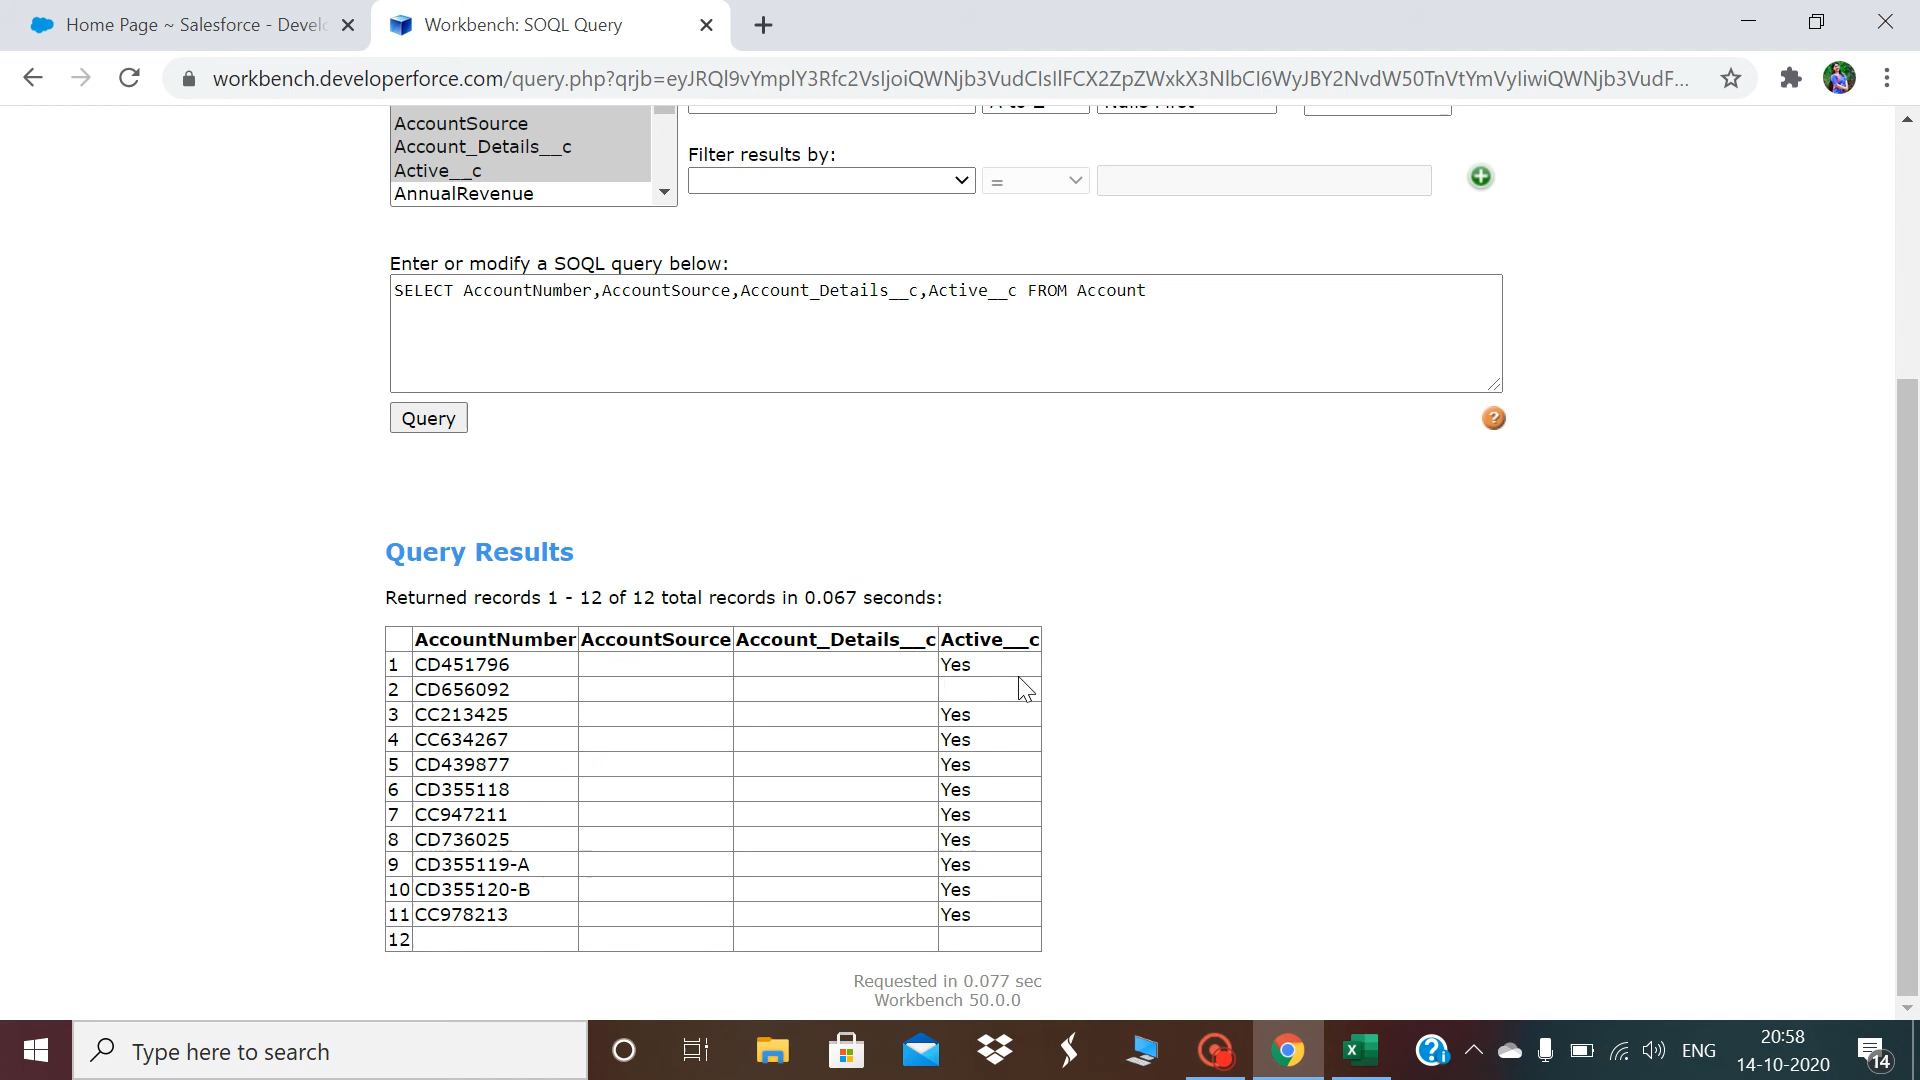 Home Page ~ Salesforce - Develo
Workbench: SOQL Query
workbench.developerforce.com/query.php?qrjb=eyJRQl9vYmplY3Rfc2VsIjoiQWNjb3VudCIsIlFCX2ZpZWxkX3NlbCI6WyJBY2NvdW50TnVtYmVyIiwiQWNjb3VudF...
AccountSource
Account_Details__c
Active__c
AnnualRevenue
Filter results by:
=
Enter or modify a SOQL query below:
SELECT AccountNumber,AccountSource,Account_Details__c,Active__c FROM Account
Query
?
Query Results
Returned records 1 - 12 of 12 total records in 0.067 seconds:
AccountNumber AccountSource Account_Details__c Active__c
1 CD451796 Yes
2 CD656092
3 CC213425 Yes
4 CC634267 Yes
5 CD439877 Yes
6 CD355118 Yes
7 CC947211 Yes
8 CD736025 Yes
9 CD355119-A Yes
10 CD355120-B Yes
11 CC978213 Yes
12
Requested in 0.077 sec
Workbench 50.0.0
Type here to search
ENG
20:58
14-10-2020
14